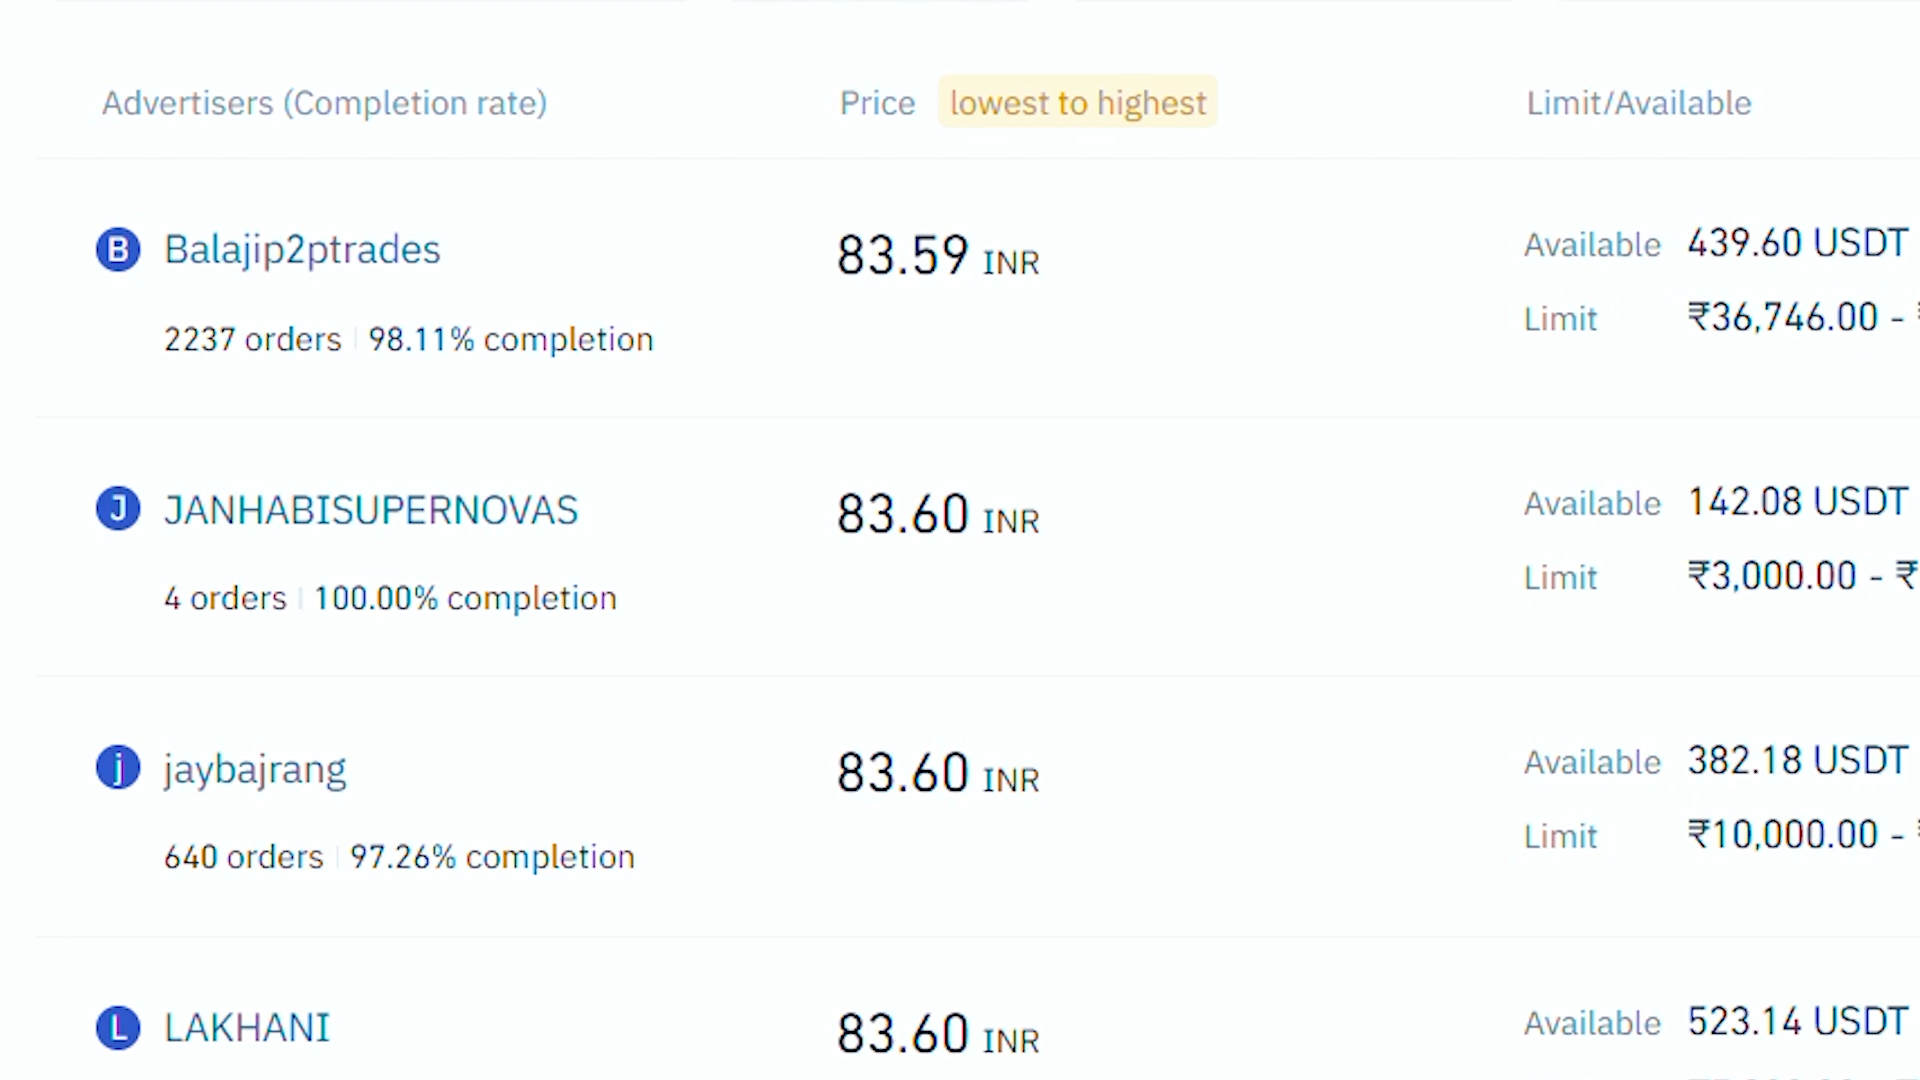 Advertisers (Completion rate) Price lowest to highest Limit/Available
B Balajip2ptrades 83.59 INR Available 439.60 USDT
Limit ₹36,746.00 -
2237 orders 98.11% completion
J JANHABISUPERNOVAS 83.60 INR Available 142.08 USDT
Limit ₹3,000.00 - ₹
4 orders 100.00% completion
j jaybajrang 83.60 INR Available 382.18 USDT
Limit ₹10,000.00 -
640 orders 97.26% completion
L LAKHANI 83.60 INR Available 523.14 USDT